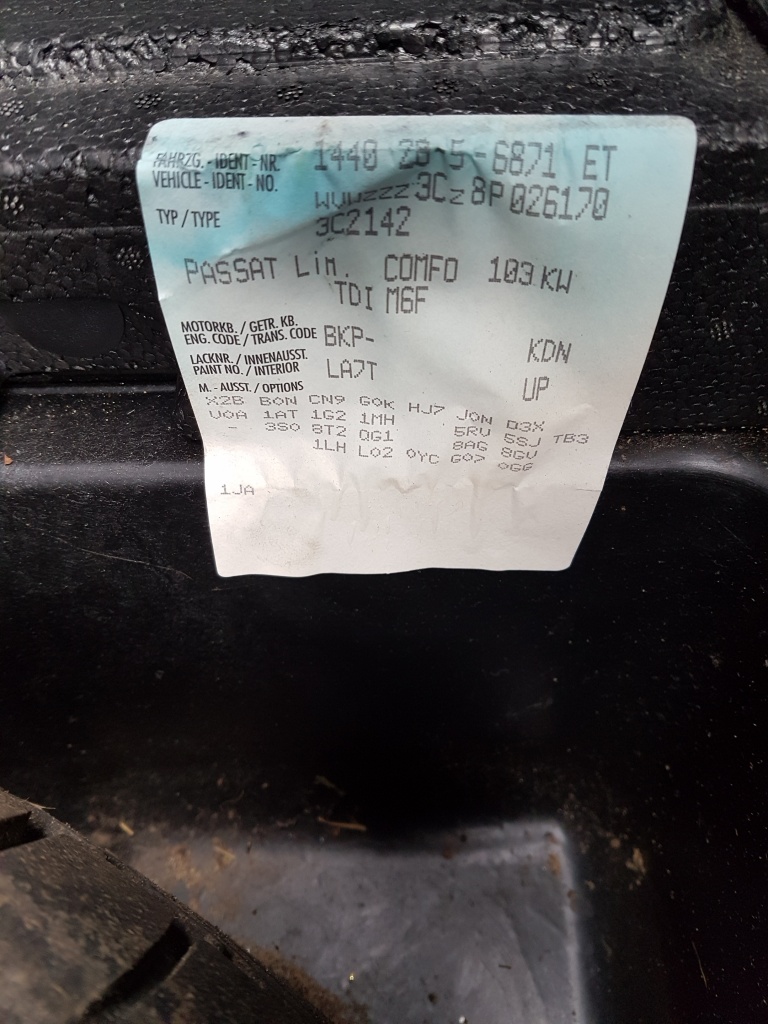 FAHRZG.-IDENT-NR. 1440 28-5-6871 ET
VEHICLE-IDENT-NO. WVWZZZ3CZ8P026170
TYP/TYPE 3C2142
PASSAT Lim. COMFO 103 KW
TDI M6F
MOTORKB./GETR.KB.
ENG.CODE/TRANS.CODE BKP- KDN
LACKNR./INNENAUSST.
PAINT NO./INTERIOR LA7T UP
M.-AUSST./OPTIONS
X2B B0N CN9 G0K HJ7 J0N Q3X
U0A 1AT 1G2 1MH 5RU 5SJ TB3
- 3S0 8T2 QG1 8AG 8GU
1LH L02 0YC G07 0GG
1JA